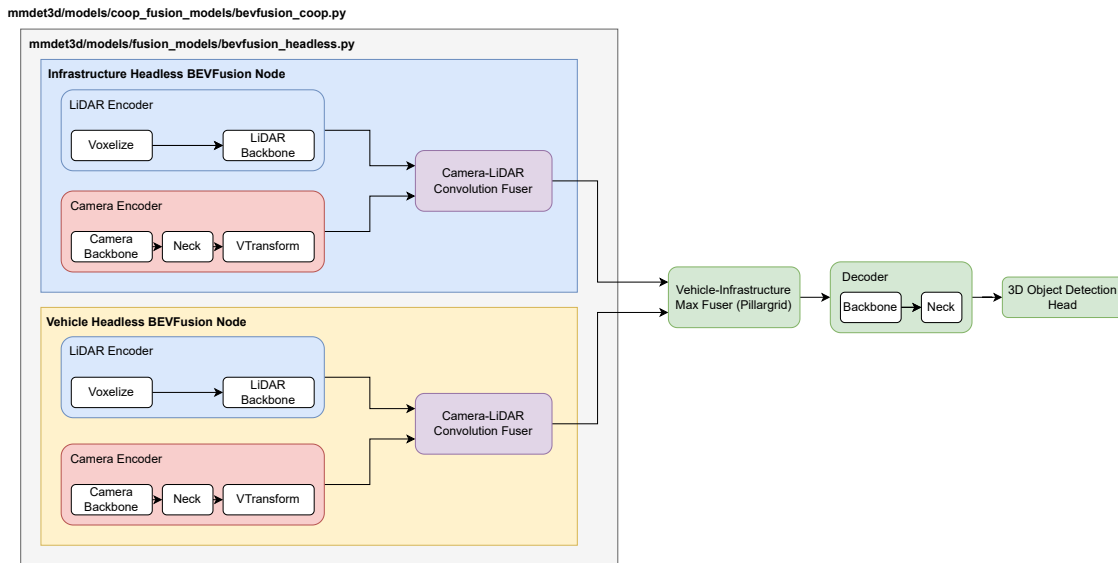 mmdet3d/models/coop_fusion_models/bevfusion_coop.py
mmdet3d/models/fusion_models/bevfusion_headless.py
Infrastructure Headless BEVFusion Node
LiDAR Encoder
Voxelize
LiDAR
Backbone
Camera-LiDAR
Convolution Fuser
Camera Encoder
Camera
Backbone
Neck
VTransform
Vehicle Headless BEVFusion Node
LiDAR Encoder
Voxelize
LiDAR
Backbone
Camera-LiDAR
Convolution Fuser
Camera Encoder
Camera
Backbone
Neck
VTransform
Vehicle-Infrastructure
Max Fuser (Pillargrid)
Decoder
Backbone
Neck
3D Object Detection
Head